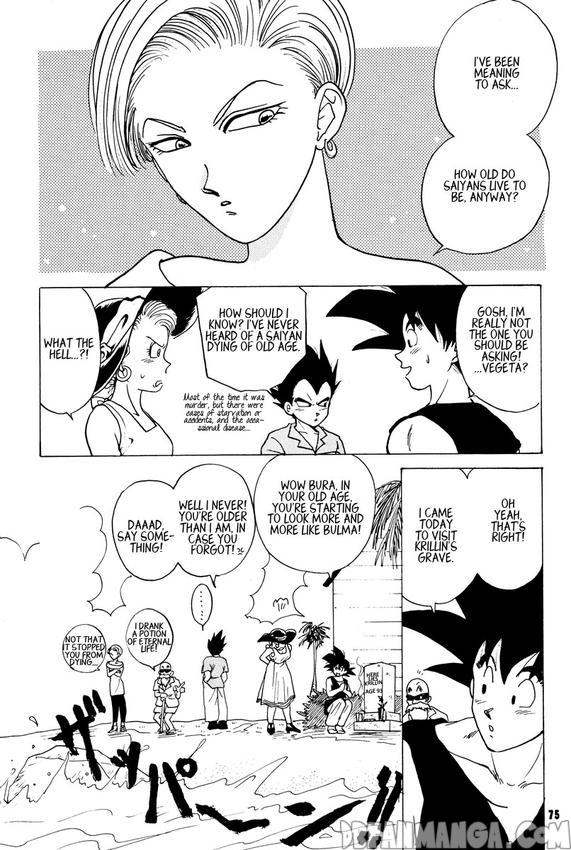 I'VE BEEN
MEANING
TO ASK...
HOW OLD DO
SAIYANS LIVE TO
BE, ANYWAY?
GOSH, I'M
REALLY NOT
THE ONE YOU
SHOULD BE
ASKING!
...VEGETA?
HOW SHOULD I
KNOW? I'VE NEVER
HEARD OF A SAIYAN
DYING OF OLD AGE.
Most of the time it was
murder, but there were
cases of starvation or
accidents, and the occa-
ssional disease...
WHAT THE
HELL...?!
OH
YEAH,
THAT'S
RIGHT!
I CAME
TODAY
TO VISIT
KRILLIN'S
GRAVE.
WOW BURA, IN
YOUR OLD AGE,
YOU'RE STARTING
TO LOOK MORE AND
MORE LIKE BULMA!
WELL I NEVER!
YOU'RE OLDER
THAN I AM, IN
CASE YOU
FORGOT!
DAAAD,
SAY SOME-
THING!
......
I DRANK
A POTION
OF ETERNAL
LIFE!
NOT THAT
IT STOPPED
YOU FROM
DYING...
HERE
LIES
KRILLIN
AGE 93
ザッパーン!!
75
DREAMMANGA.COM